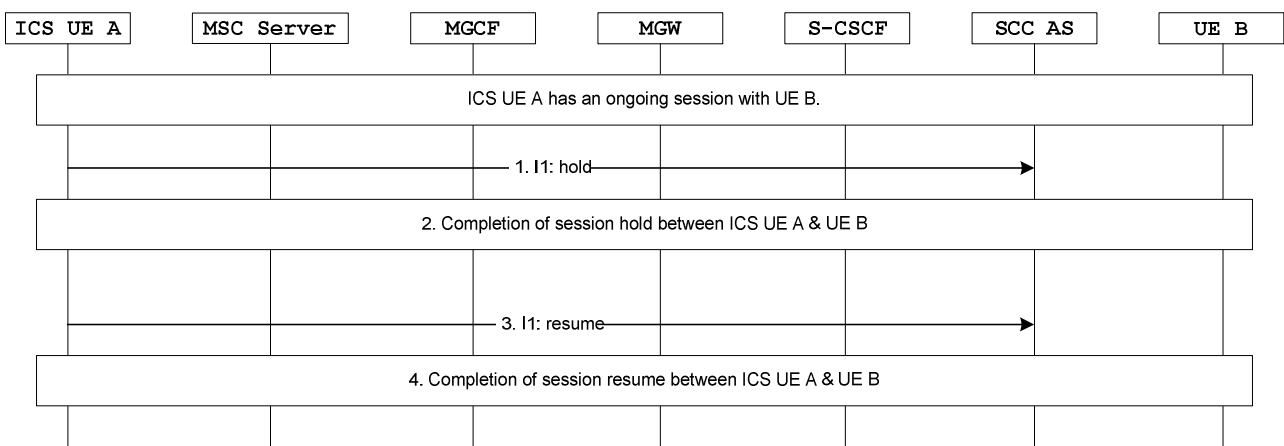 ICS UE A
MSC Server
MGCF
MGW
S-CSCF
SCC AS
UE B
ICS UE A has an ongoing session with UE B.
1. I1: hold
2. Completion of session hold between ICS UE A & UE B
3. I1: resume
4. Completion of session resume between ICS UE A & UE B